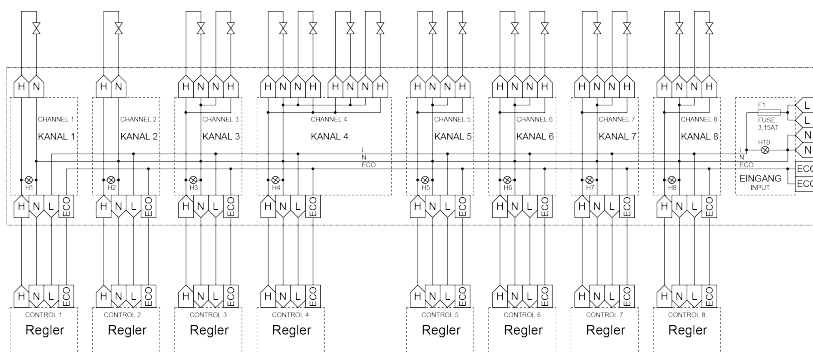 H N H N H N N H H N N H H N N H H N N H H N N H H N N H H N N H
CHANNEL 1 CHANNEL 2 CHANNEL 3 CHANNEL 4 CHANNEL 5 CHANNEL 6 CHANNEL 7 CHANNEL 8 F1 L
KANAL 1 KANAL 2 KANAL 3 KANAL 4 KANAL 5 KANAL 6 KANAL 7 KANAL 8 FUSE L
3,15AT
N
H10
L N
N
ECO ECO
H1 H2 H3 H4 H5 H6 H7 H8 EINGANG ECO
INPUT
H N L ECO H N L ECO H N L ECO H N L ECO H N L ECO H N L ECO H N L ECO H N L ECO
H N L ECO H N L ECO H N L ECO H N L ECO H N L ECO H N L ECO H N L ECO H N L ECO
CONTROL 1 CONTROL 2 CONTROL 3 CONTROL 4 CONTROL 5 CONTROL 6 CONTROL 7 CONTROL 8
Regler Regler Regler Regler Regler Regler Regler Regler